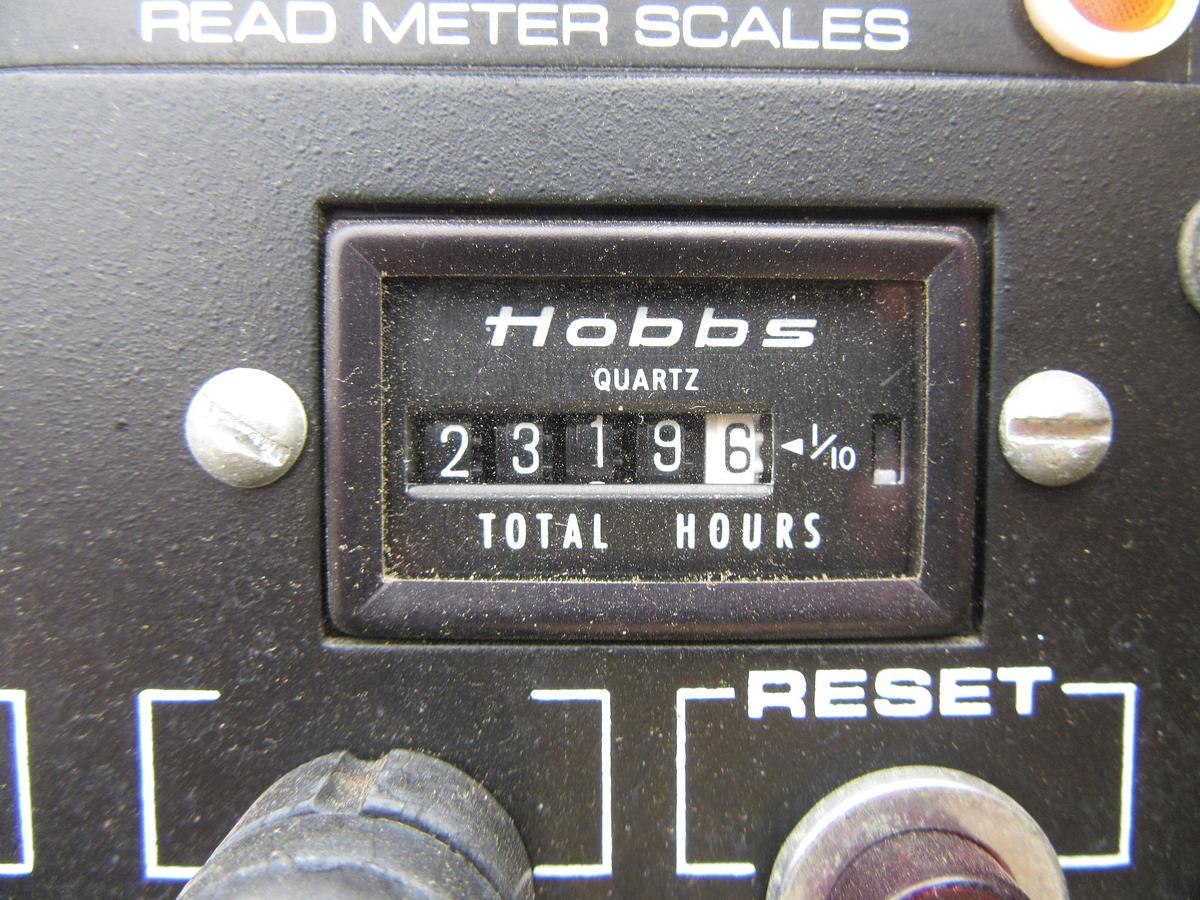 READ METER SCALES
Hobbs
QUARTZ
23196 ◄1/10
TOTAL HOURS
RESET